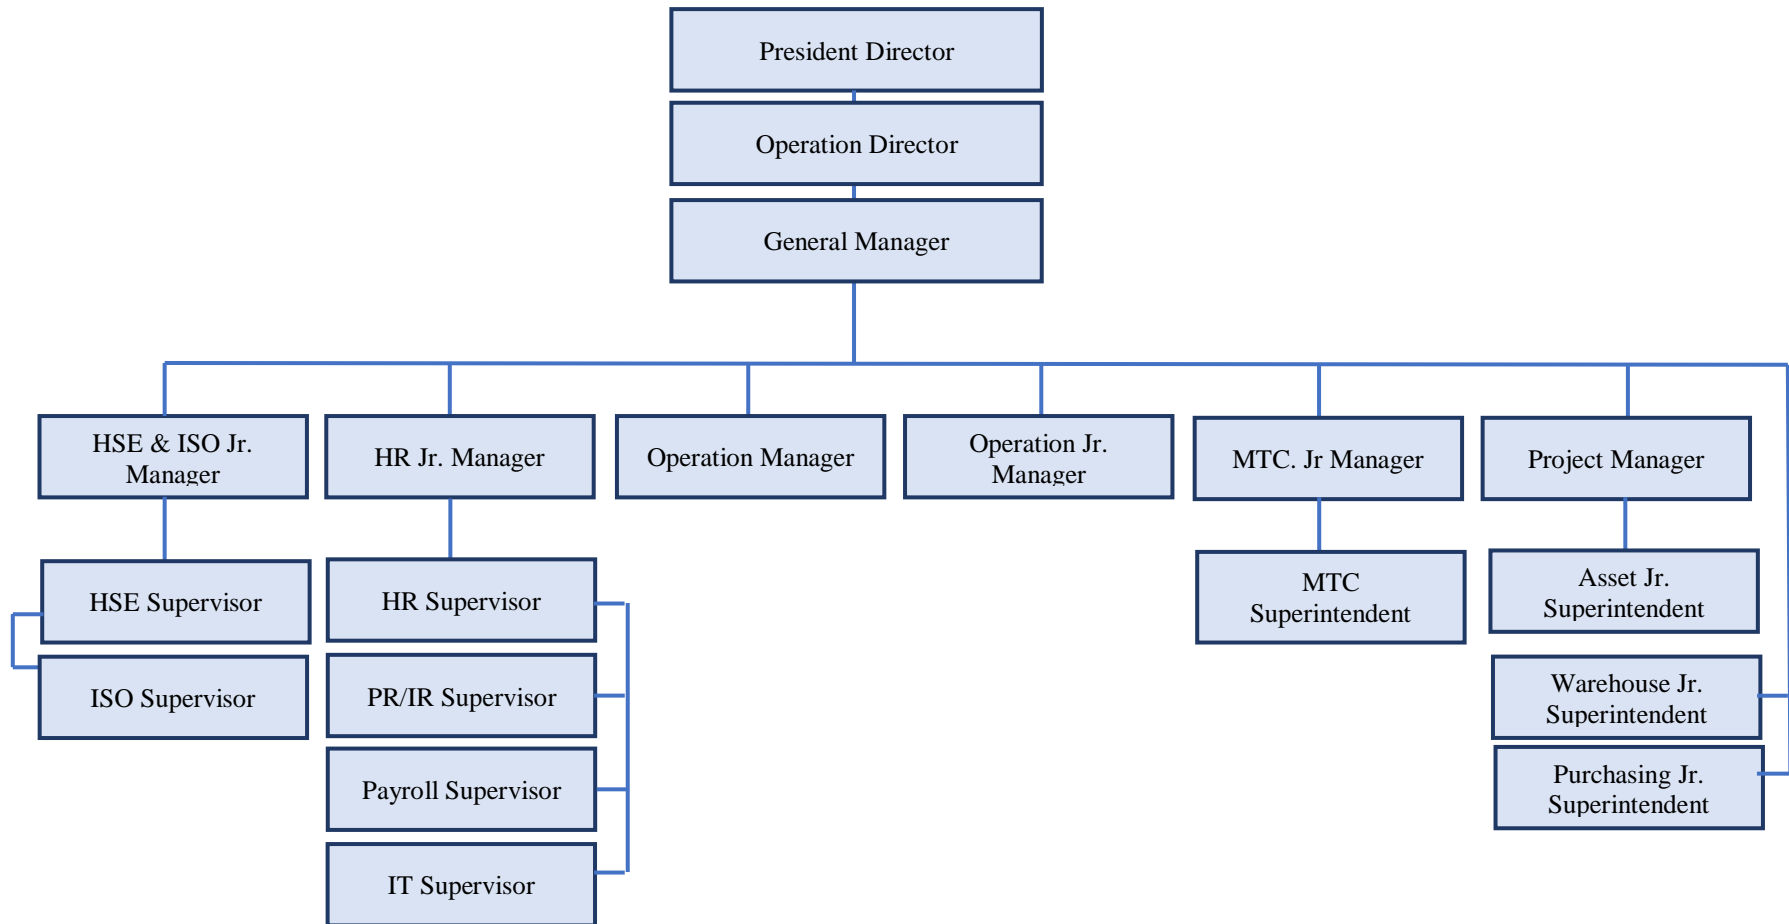 President Director
Operation Director
General Manager
HSE & ISO Jr.
Manager
HR Jr. Manager
Operation Manager
Operation Jr.
Manager
MTC. Jr Manager
Project Manager
HSE Supervisor
ISO Supervisor
HR Supervisor
PR/IR Supervisor
Payroll Supervisor
IT Supervisor
MTC
Superintendent
Asset Jr.
Superintendent
Warehouse Jr.
Superintendent
Purchasing Jr.
Superintendent